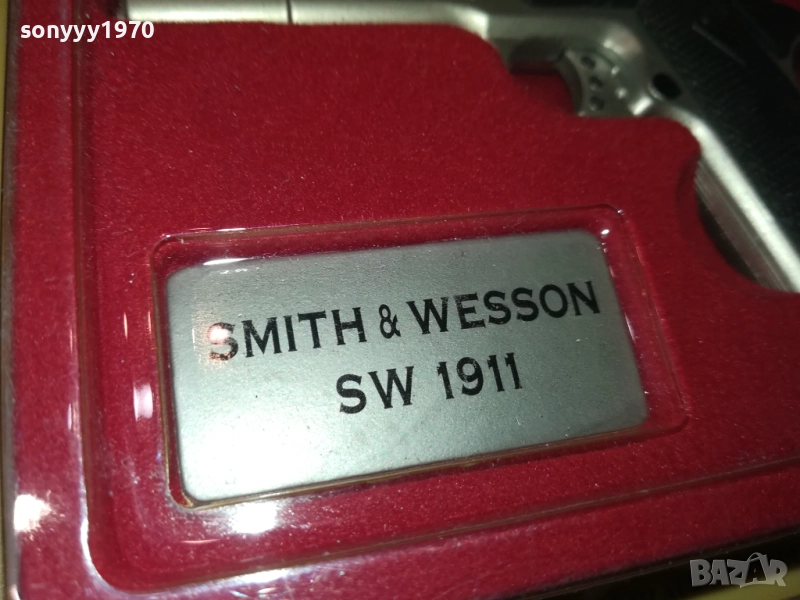 sonyyy1970
SMITH & WESSON
SW 1911
BAZAR